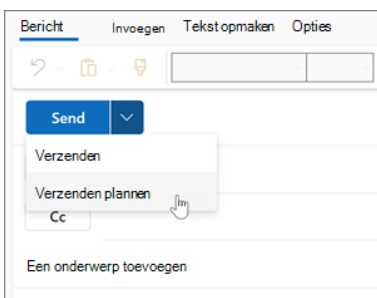 Bericht Invoegen Tekst opmaken Opties
Send
Verzenden
Verzenden plannen
Cc
Een onderwerp toevoegen